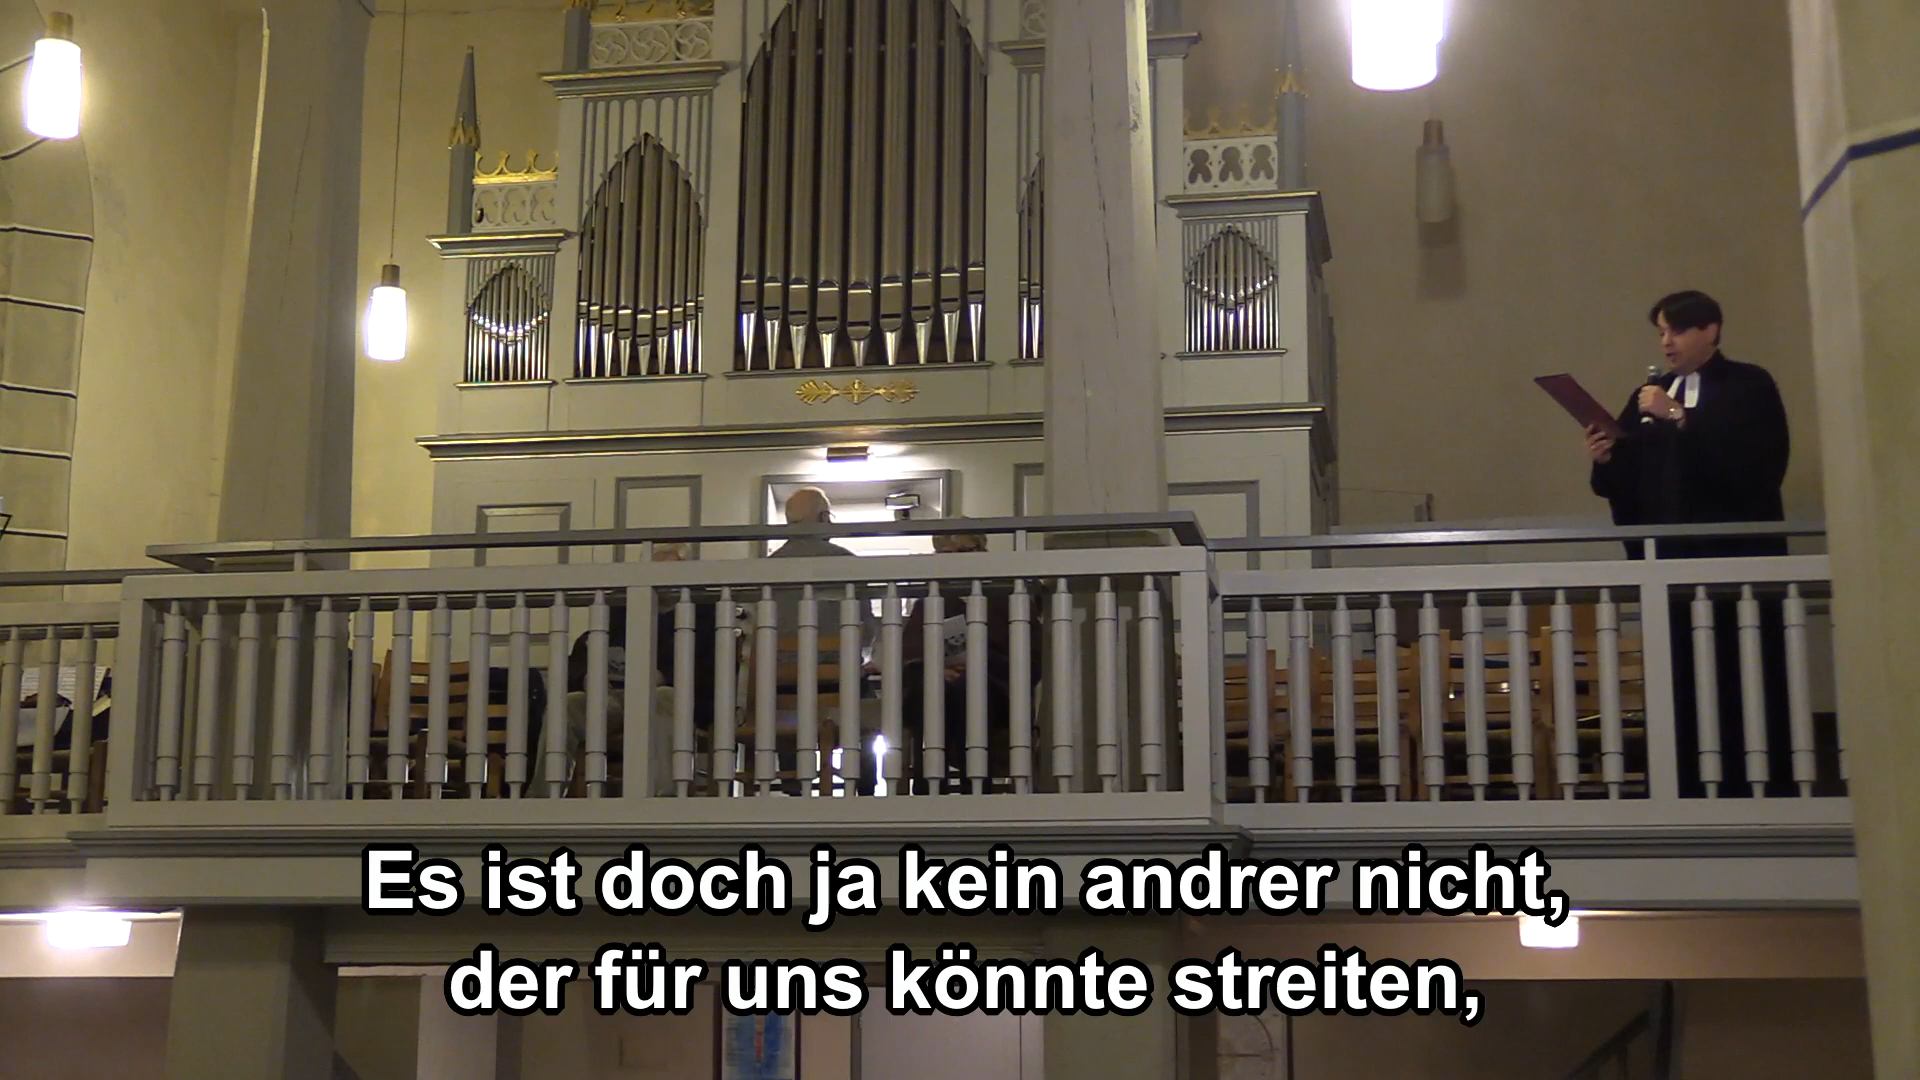 Es ist doch ja kein andrer nicht,
der für uns könnte streiten,